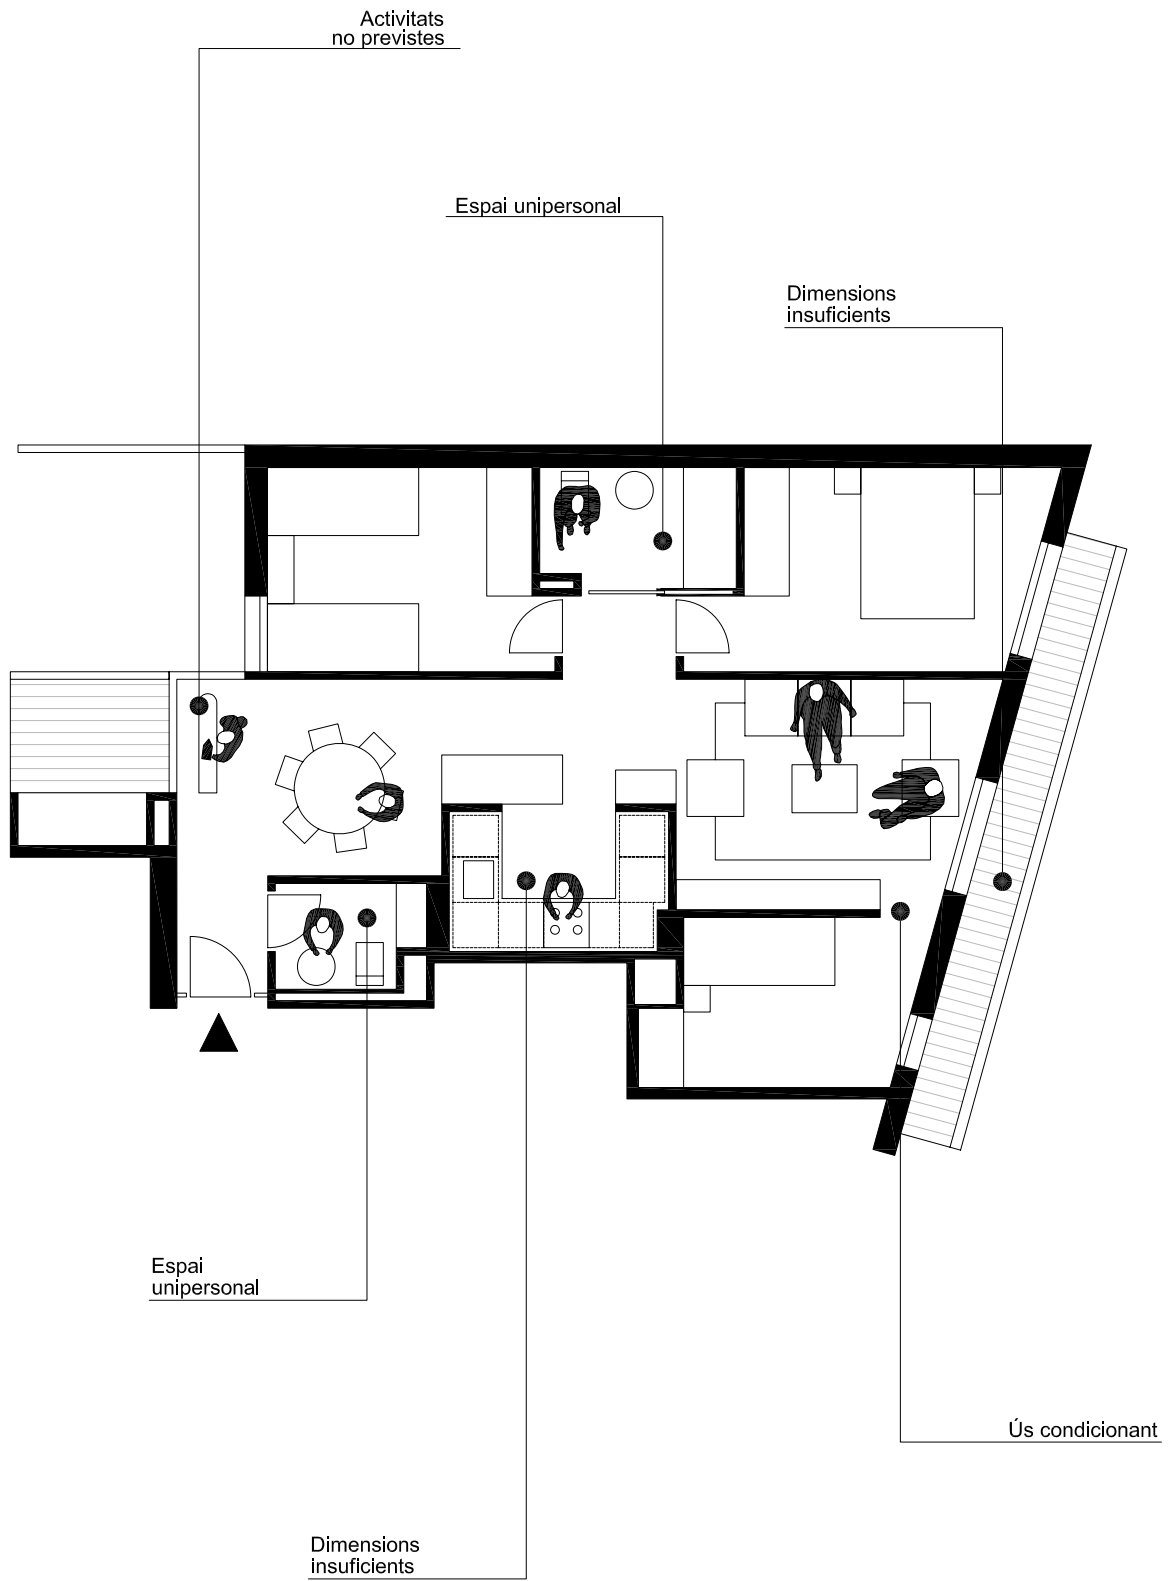 Activitats
no previstes
Espai unipersonal
Dimensions
insuficients
Espai
unipersonal
Ús condicionant
Dimensions
insuficients